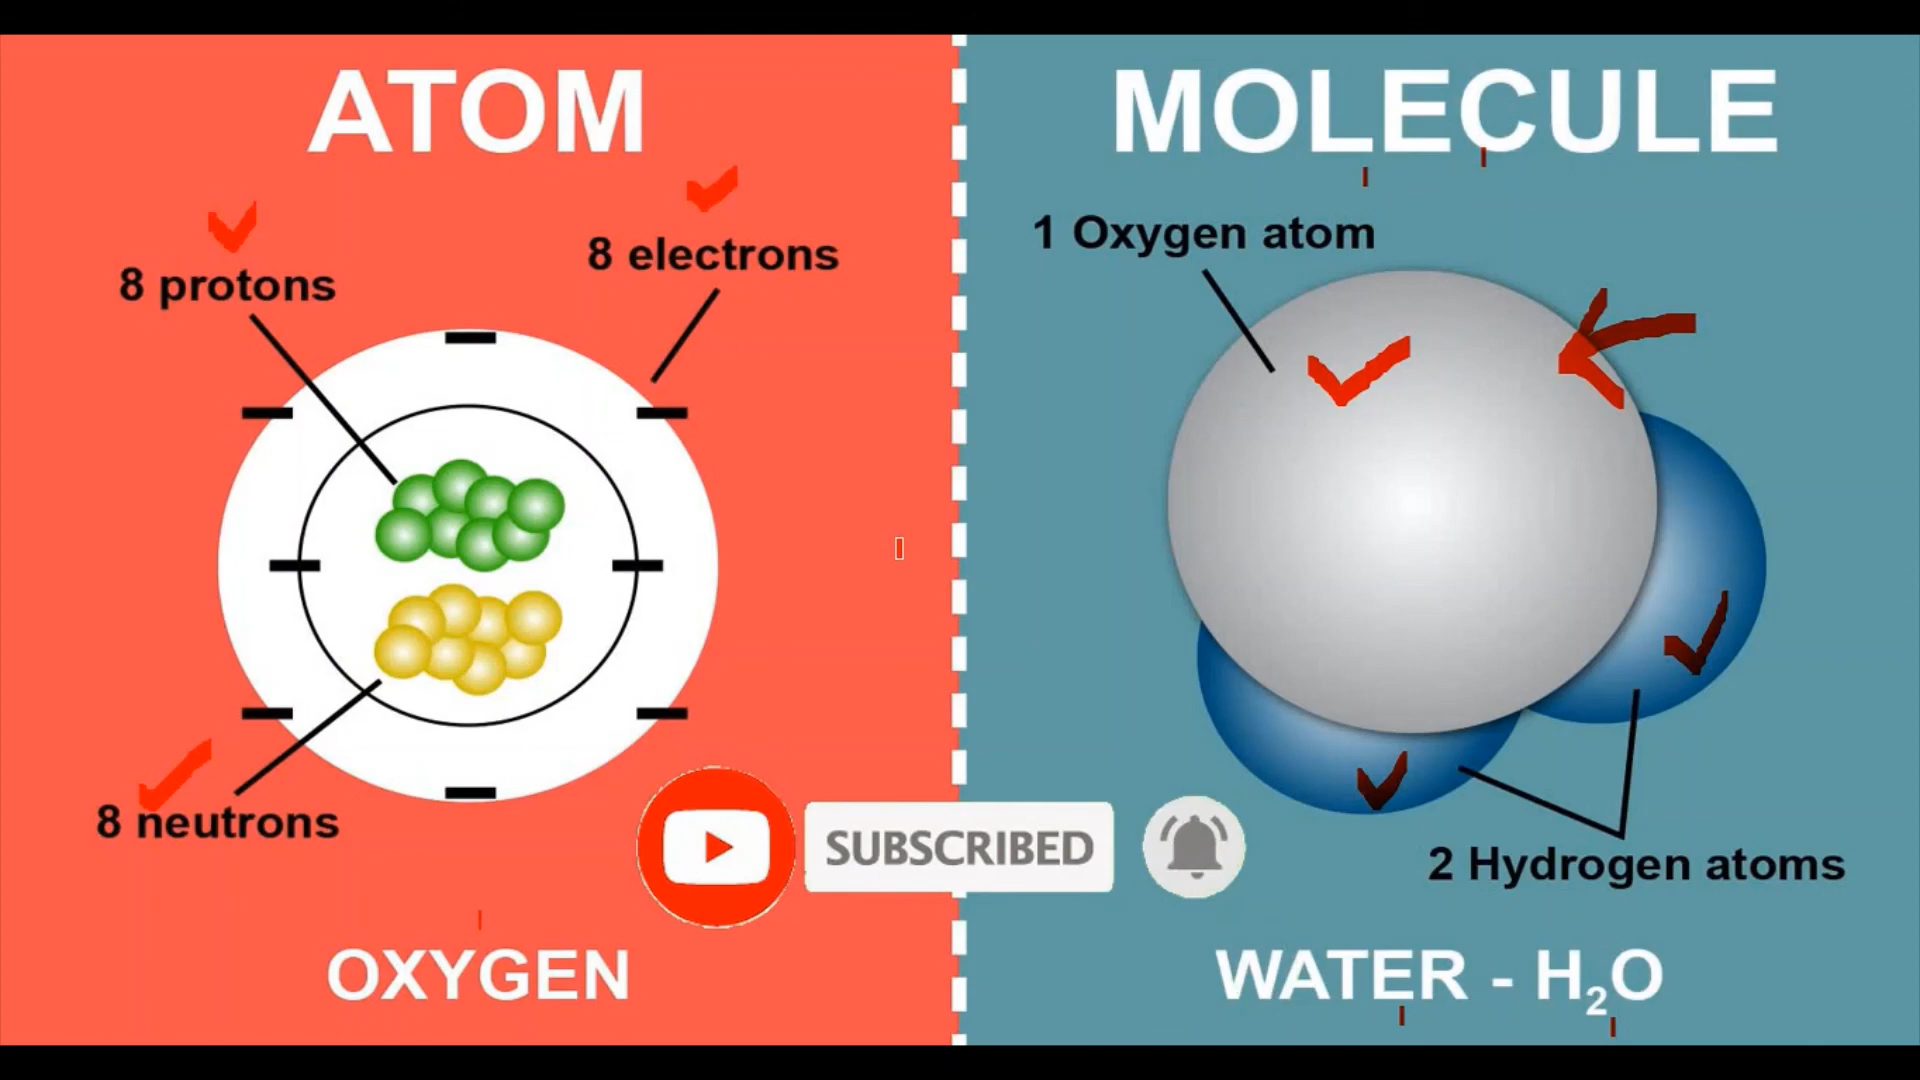 ATOM
8 protons
8 electrons
8 neutrons
OXYGEN
MOLECULE
1 Oxygen atom
2 Hydrogen atoms
WATER - H₂O
SUBSCRIBED